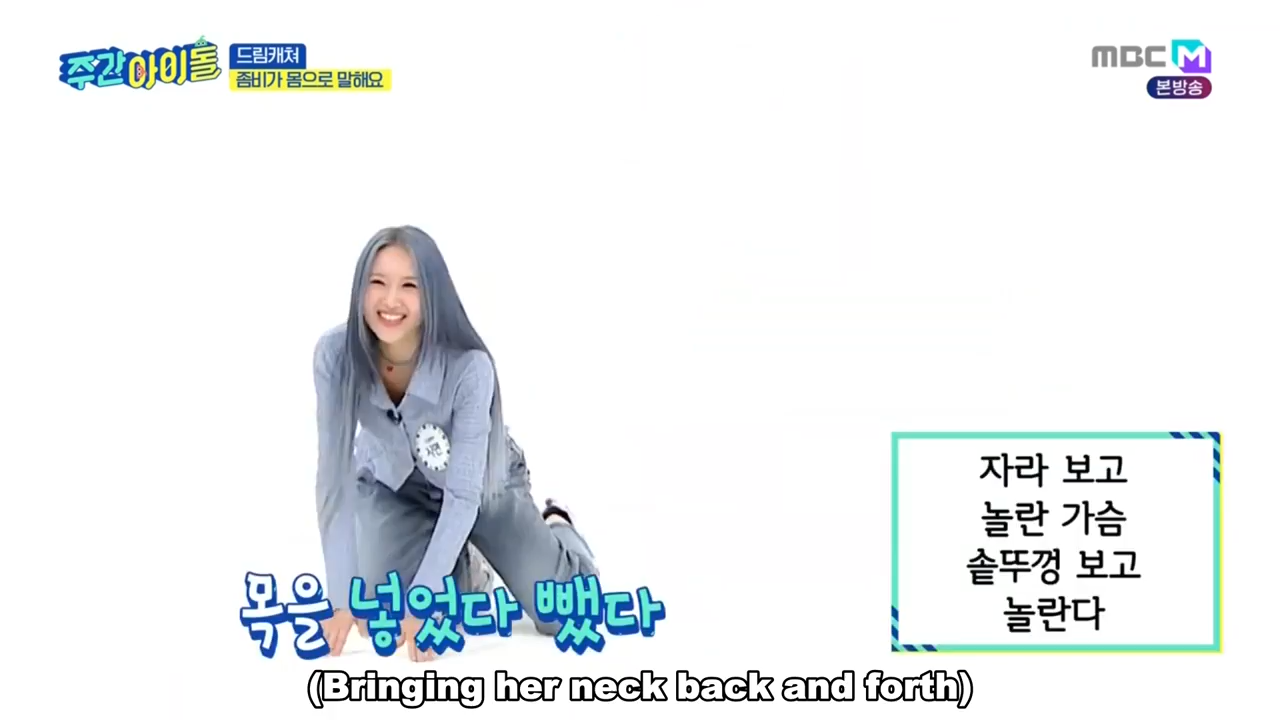 주간아이돌
드림캐쳐
좀비가 몸으로 말해요
MBC M
본방송
시연
자라 보고
놀란 가슴
솥뚜껑 보고
놀란다
목을 넣었다 뺐다
(Bringing her neck back and forth)